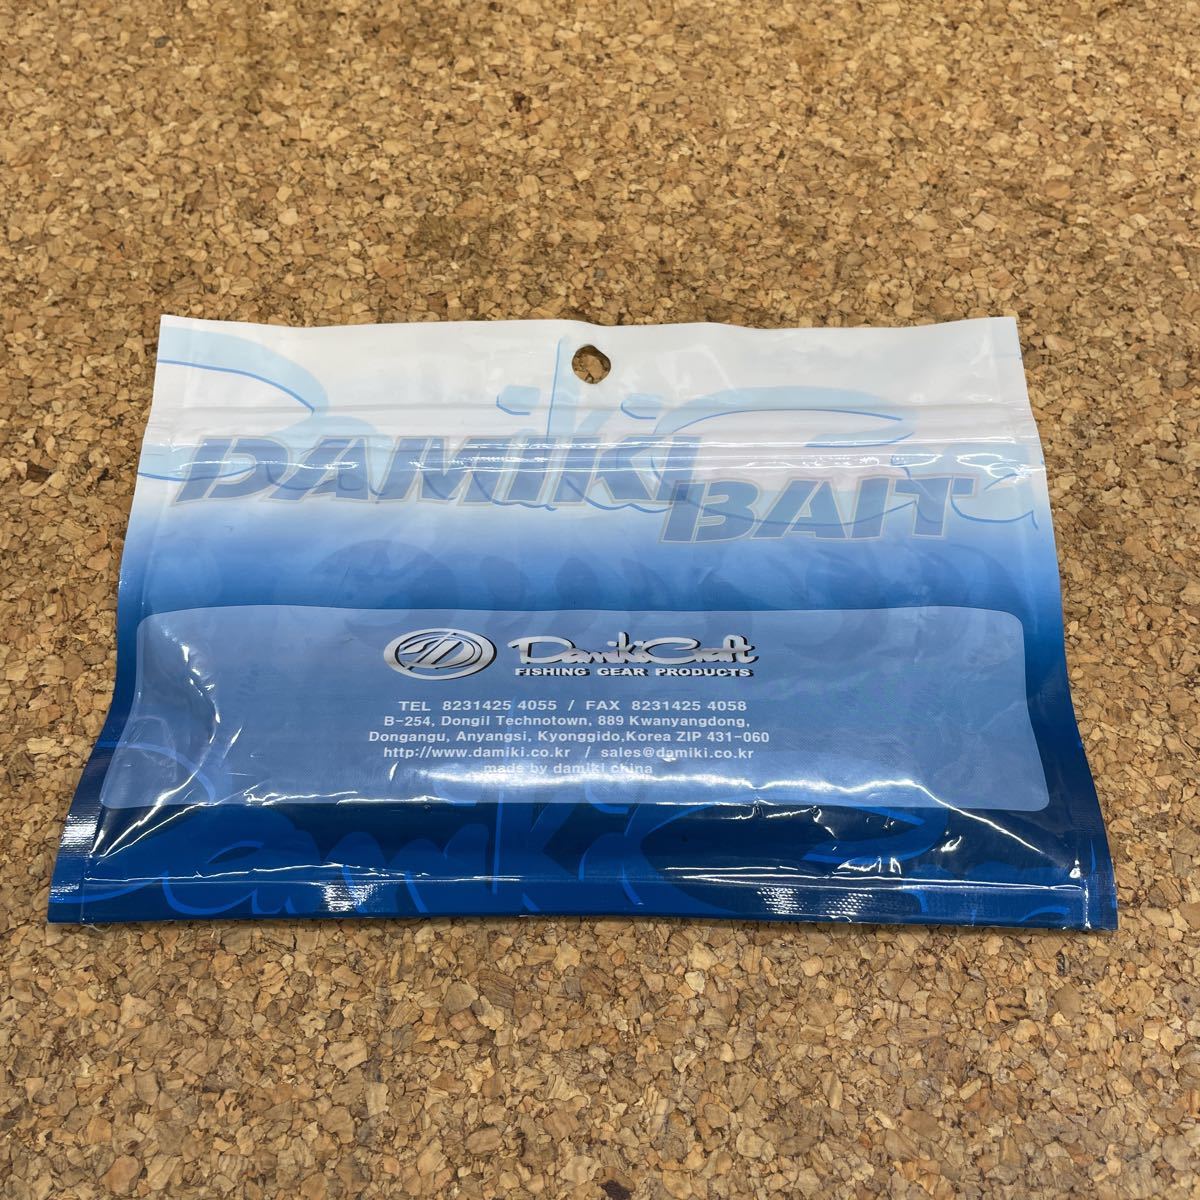 DAMIKI
BAIT
DamikiCraft
FISHING GEAR PRODUCTS
TEL 8231425 4055 / FAX 8231425 4058
B-254, Dongil Technotown, 889 Kwanyangdong,
Dongangu, Anyangsi, Kyonggido,Korea ZIP 431-060
http://www.damiki.co.kr / sales@damiki.co.kr
made by damiki china
Damiki